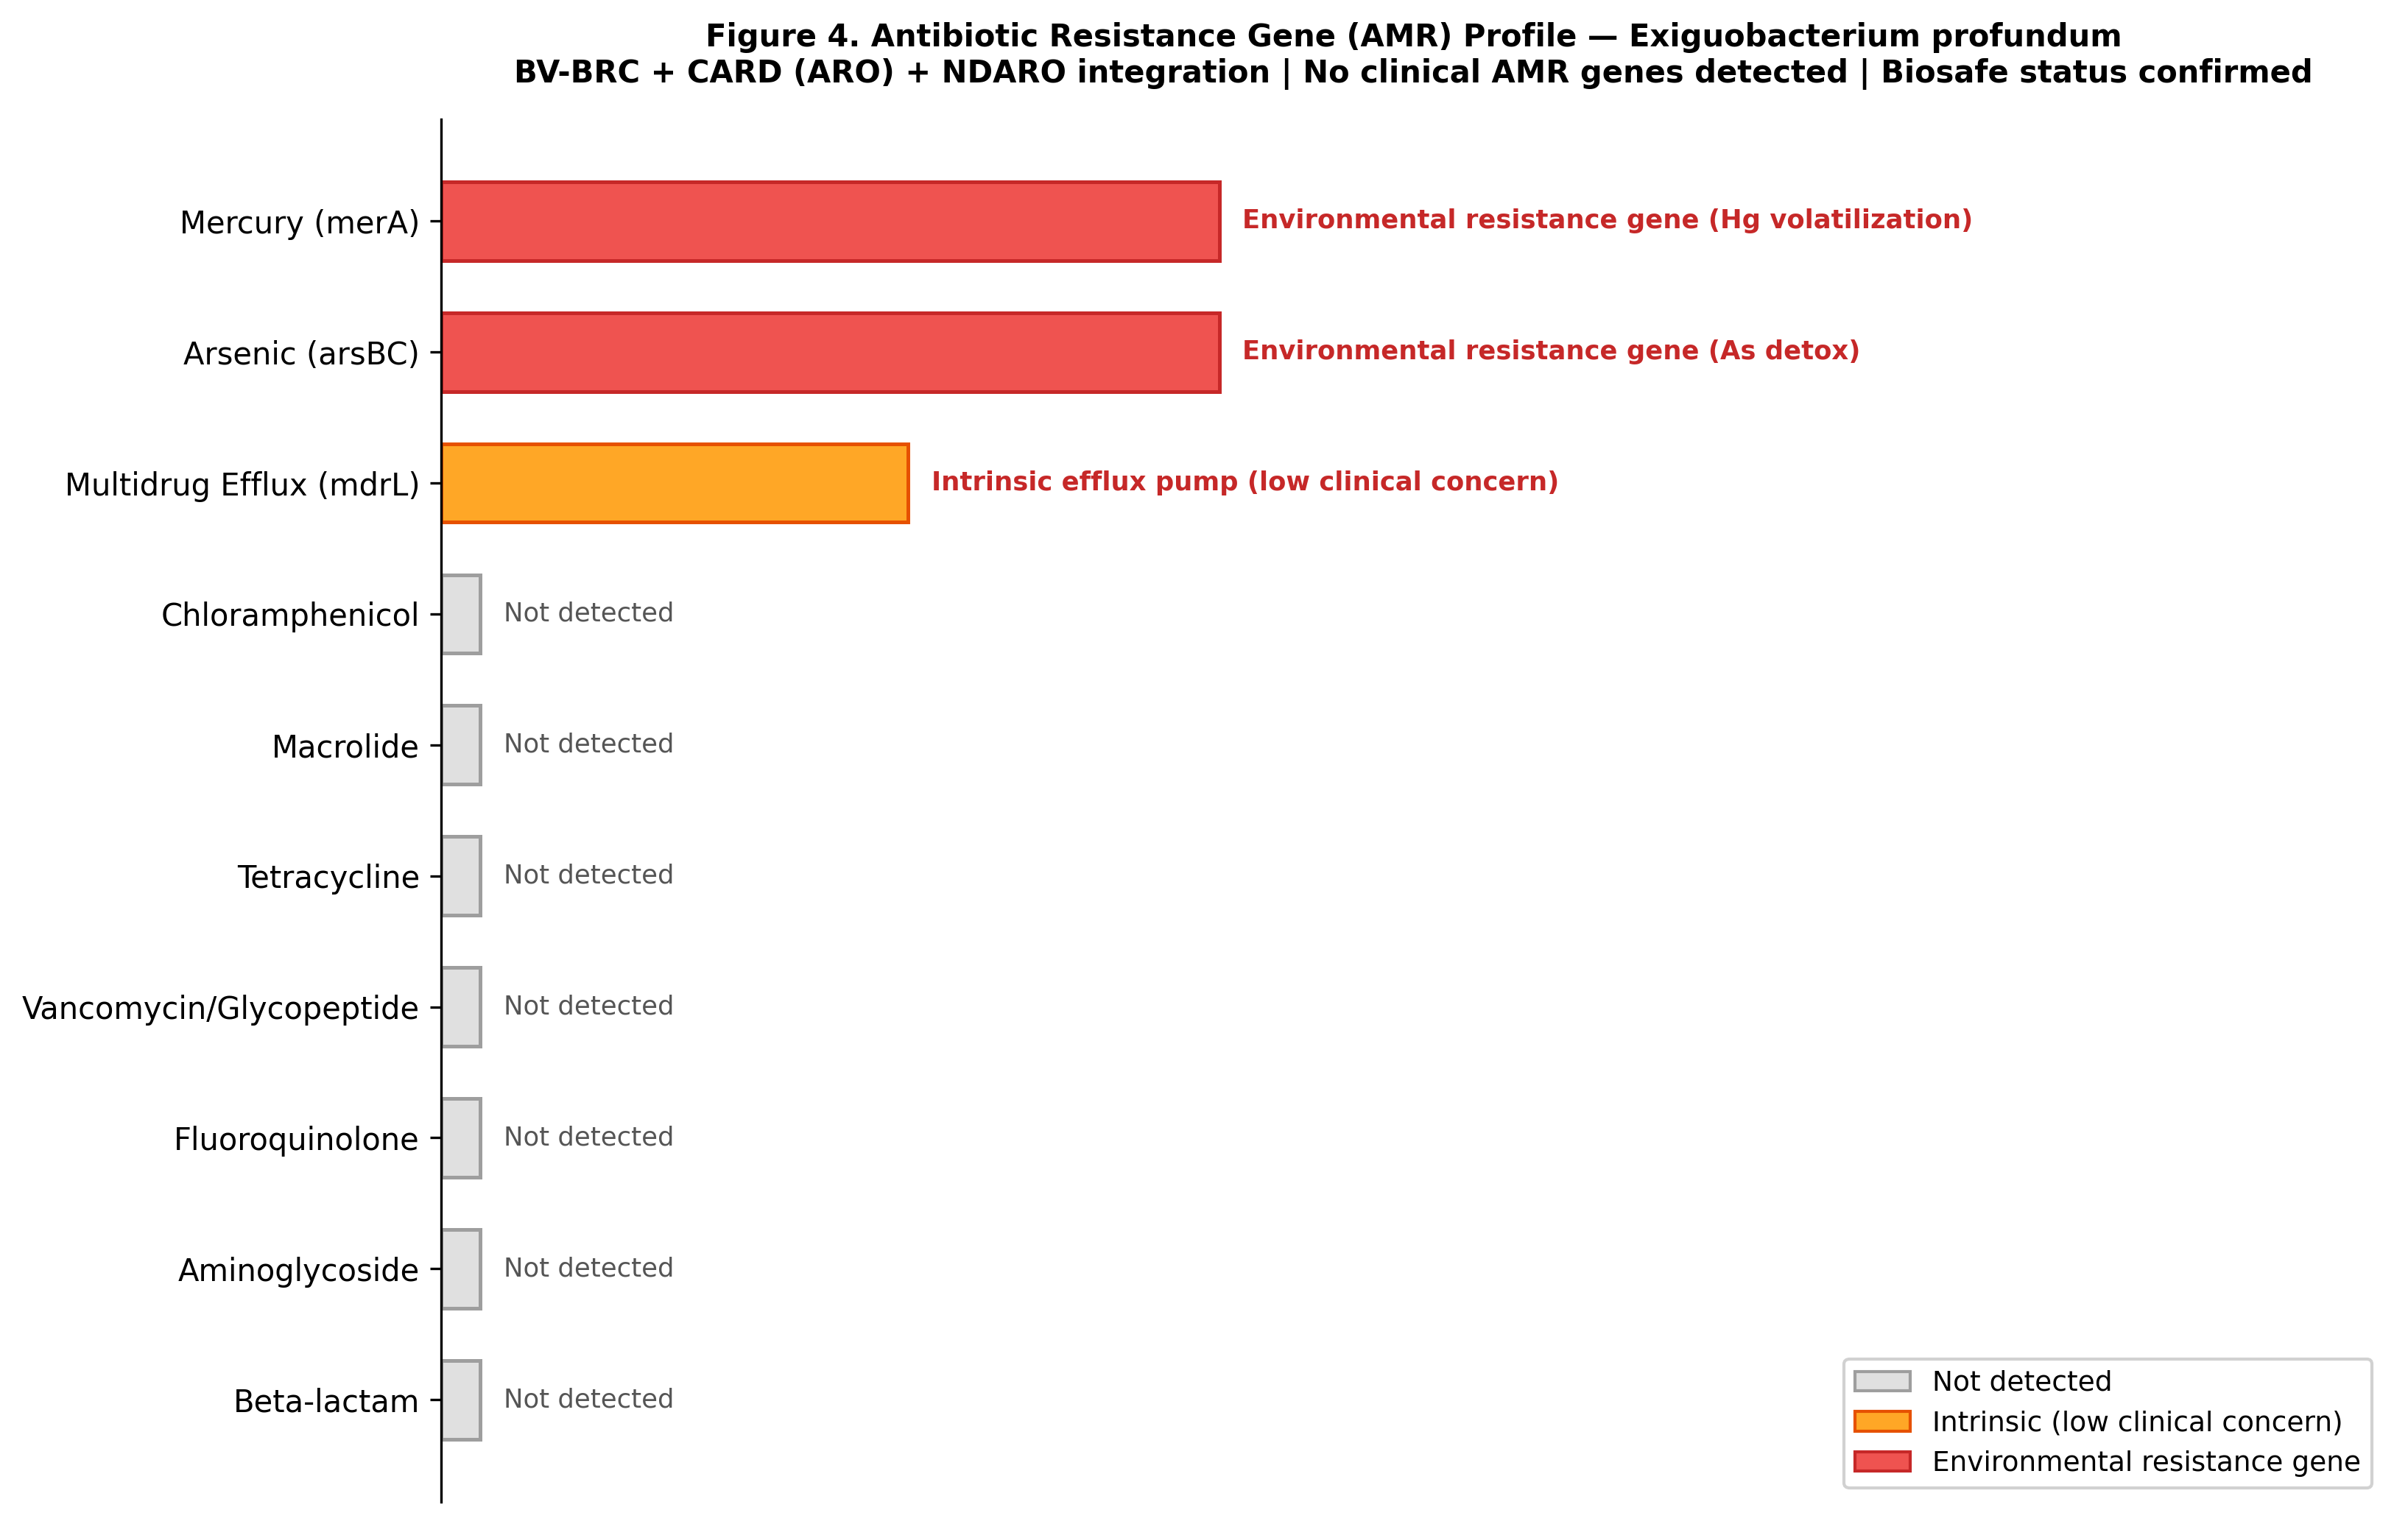 Figure 4. Antibiotic Resistance Gene (AMR) Profile — Exiguobacterium profundum
BV-BRC + CARD (ARO) + NDARO integration | No clinical AMR genes detected | Biosafe status confirmed
Mercury (merA)
Environmental resistance gene (Hg volatilization)
Arsenic (arsBC)
Environmental resistance gene (As detox)
Multidrug Efflux (mdrL)
Intrinsic efflux pump (low clinical concern)
Chloramphenicol
Not detected
Macrolide
Not detected
Tetracycline
Not detected
Vancomycin/Glycopeptide
Not detected
Fluoroquinolone
Not detected
Aminoglycoside
Not detected
Beta-lactam
Not detected
Not detected
Intrinsic (low clinical concern)
Environmental resistance gene